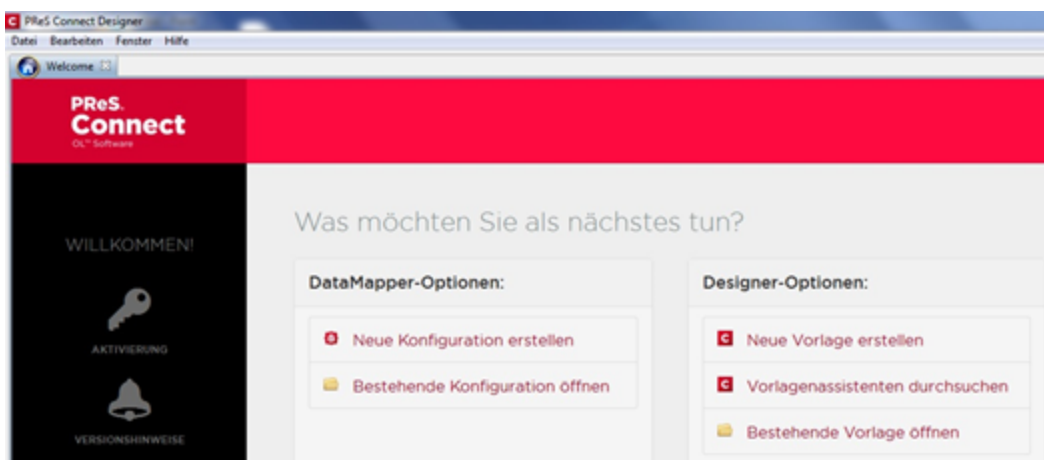 PReS Connect Designer
Datei Bearbeiten Fenster Hilfe
Welcome
PReS.
Connect
OL™ Software
Was möchten Sie als nächstes tun?
WILLKOMMEN!
DataMapper-Optionen:
Designer-Optionen:
Neue Konfiguration erstellen
Neue Vorlage erstellen
AKTIVIERUNG
Bestehende Konfiguration öffnen
Vorlagenassistenten durchsuchen
Bestehende Vorlage öffnen
VERSIONSHINWEISE